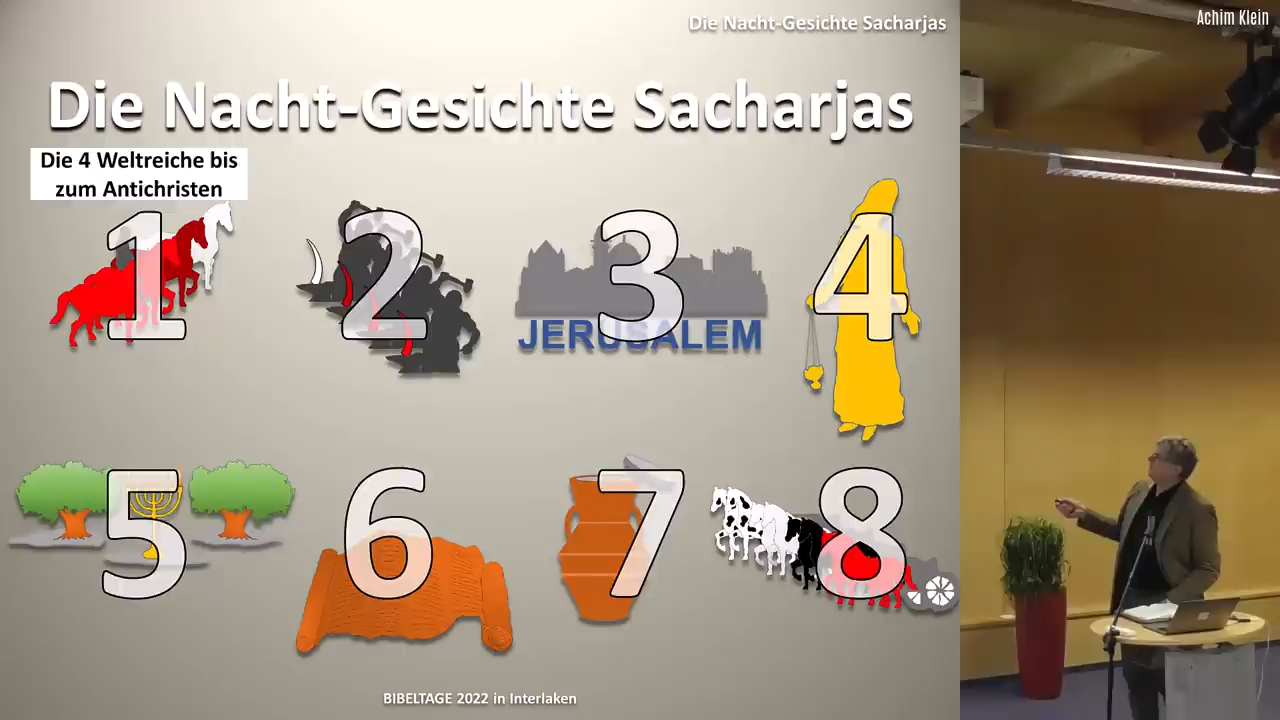 Die Nacht-Gesichte Sacharjas
Achim Klein
Die Nacht-Gesichte Sacharjas
Die 4 Weltreiche bis
zum Antichristen
1
2
3
4
JERUSALEM
5
6
7
8
BIBELTAGE 2022 in Interlaken